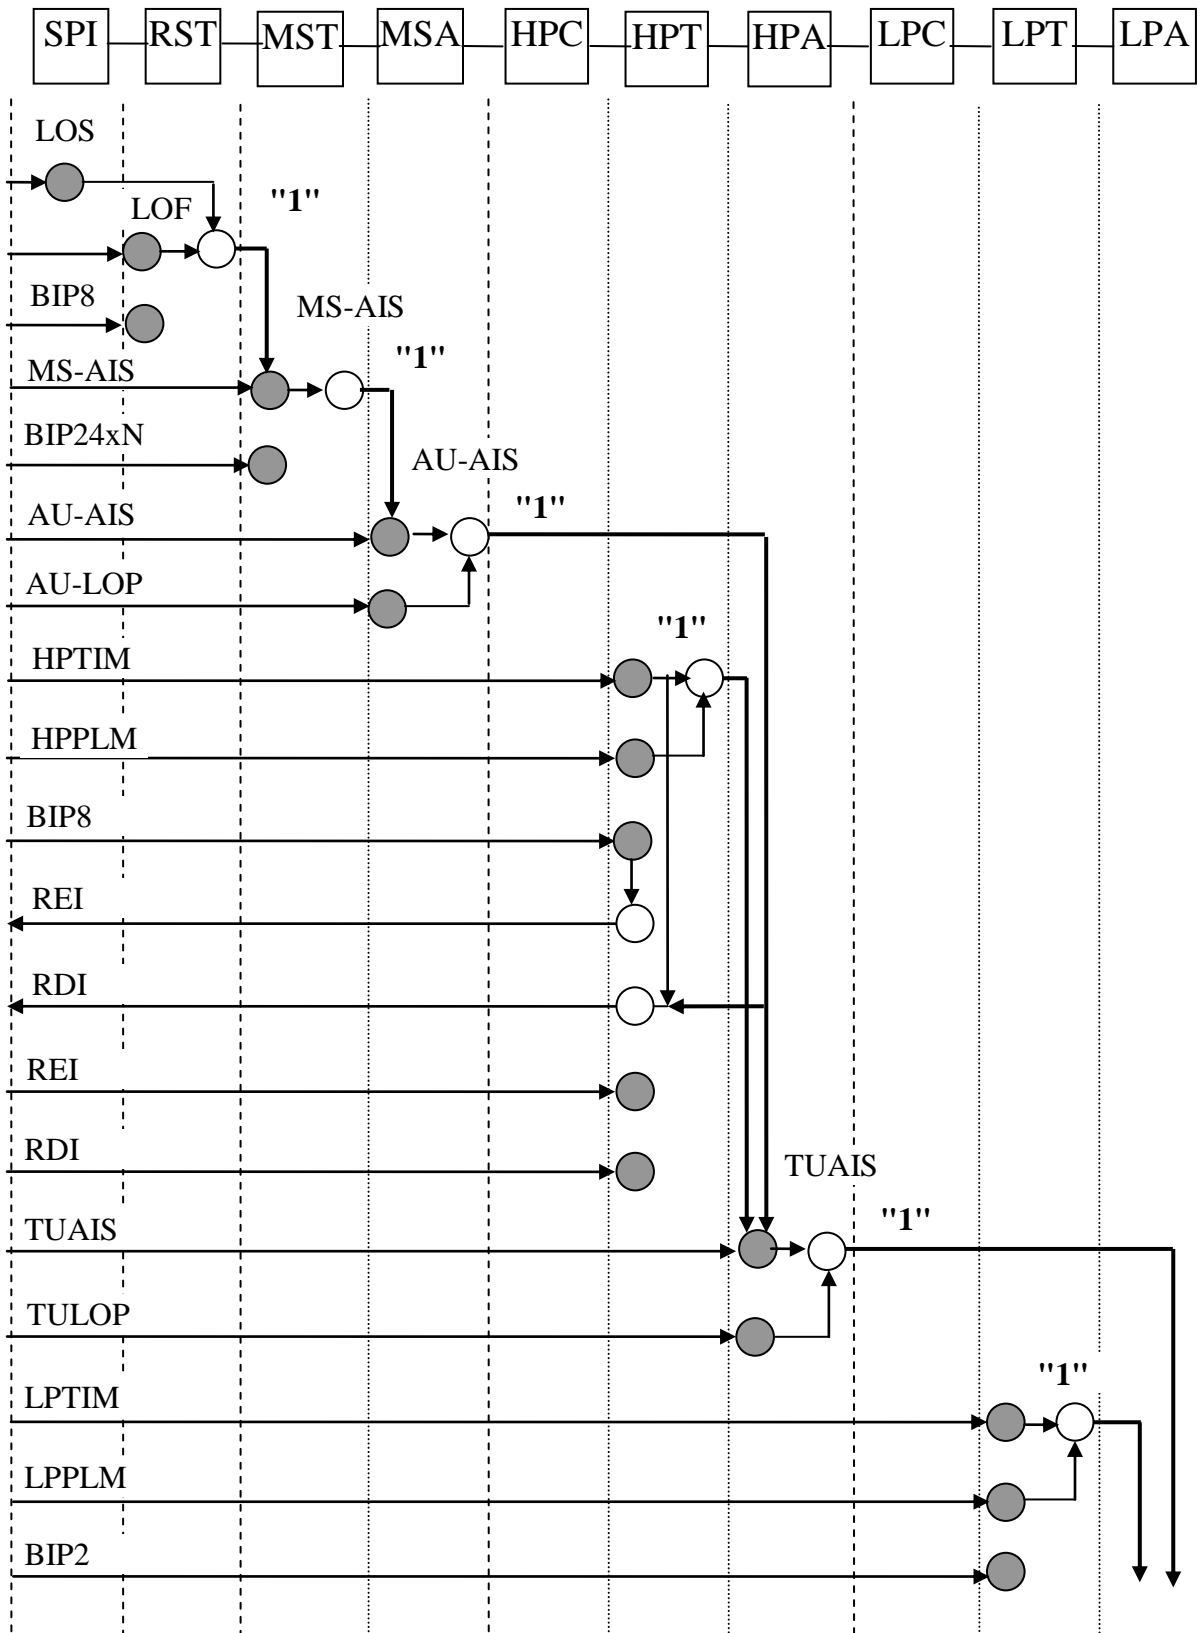 SPI RST MST MSA HPC HPT HPA LPC LPT LPA
LOS
"1"
LOF
BIP8
MS-AIS
"1"
MS-AIS
BIP24xN
AU-AIS
"1"
AU-AIS
AU-LOP
"1"
HPTIM
HPPLM
BIP8
REI
RDI
REI
RDI
TUAIS
"1"
TUAIS
TULOP
"1"
LPTIM
LPPLM
BIP2